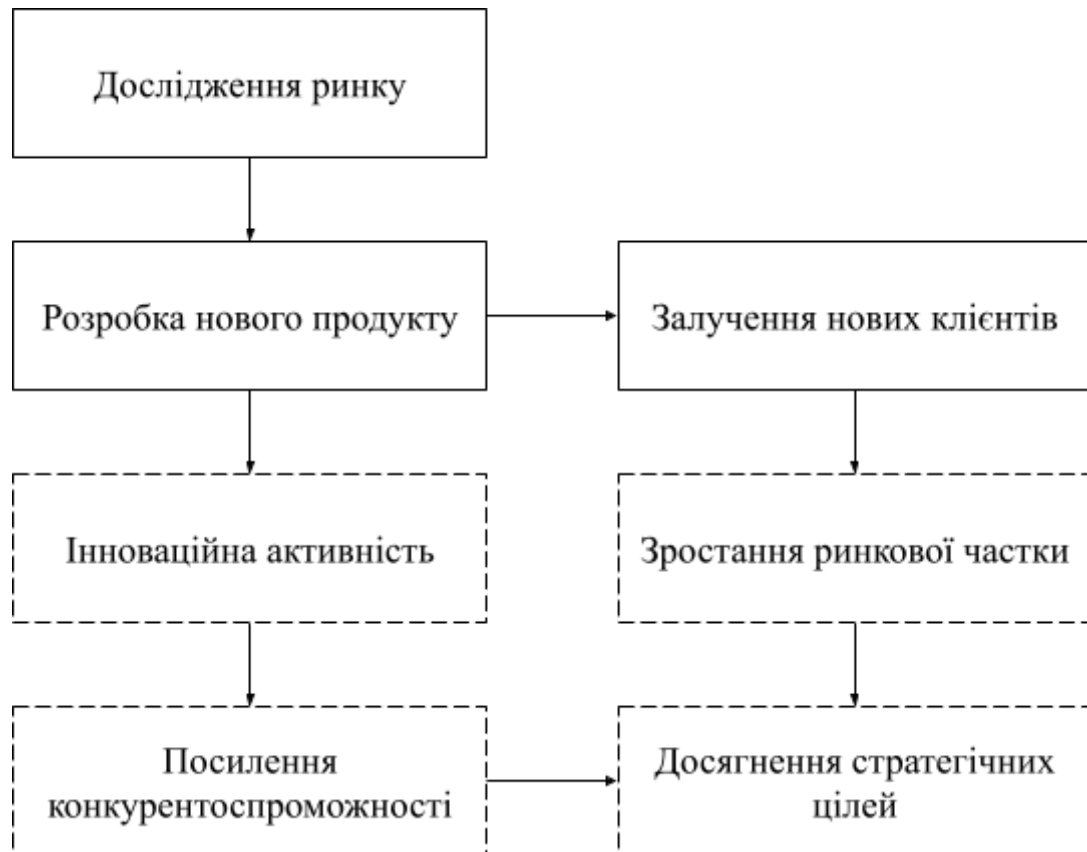 Дослідження ринку
Розробка нового продукту
Залучення нових клієнтів
Інноваційна активність
Зростання ринкової частки
Посилення
конкурентоспроможності
Досягнення стратегічних
цілей